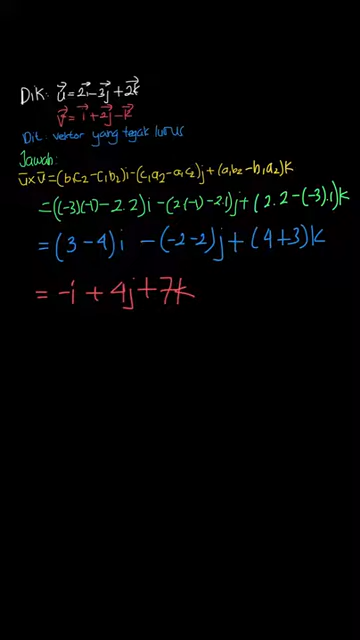 Dik: u⃗ = 2i⃗ - 3j⃗ + 2k⃗
v⃗ = i⃗ + 2j⃗ - k⃗
Dit: vektor yang tegak lurus
Jawab:
u̅ x v̅ = (b₁c₂ - c₁b₂)i - (c₁a₂ - a₁c₂)j + (a₁b₂ - b₁a₂)k
= ((-3)(-1) - 2.2)i - (2(-1) - 2.1)j + (2.2 - (-3).1)k
= (3 - 4)i - (-2 - 2)j + (4 + 3)k
= -i + 4j + 7k